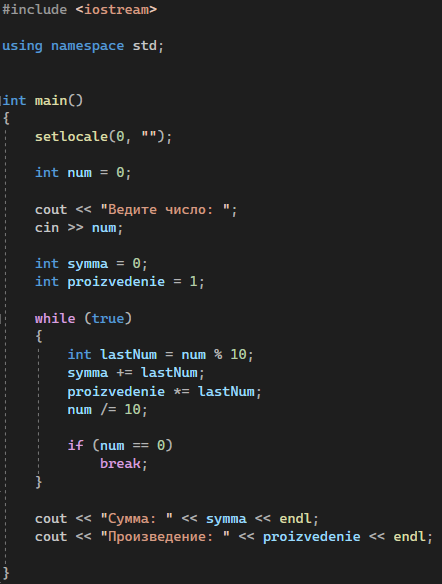 #include <iostream>
using namespace std;
int main()
{
setlocale(0, "");
int num = 0;
cout << "Ведите число: ";
cin >> num;
int symma = 0;
int proizvedenie = 1;
while (true)
{
int lastNum = num % 10;
symma += lastNum;
proizvedenie *= lastNum;
num /= 10;
if (num == 0)
break;
}
cout << "Сумма: " << symma << endl;
cout << "Произведение: " << proizvedenie << endl;
}